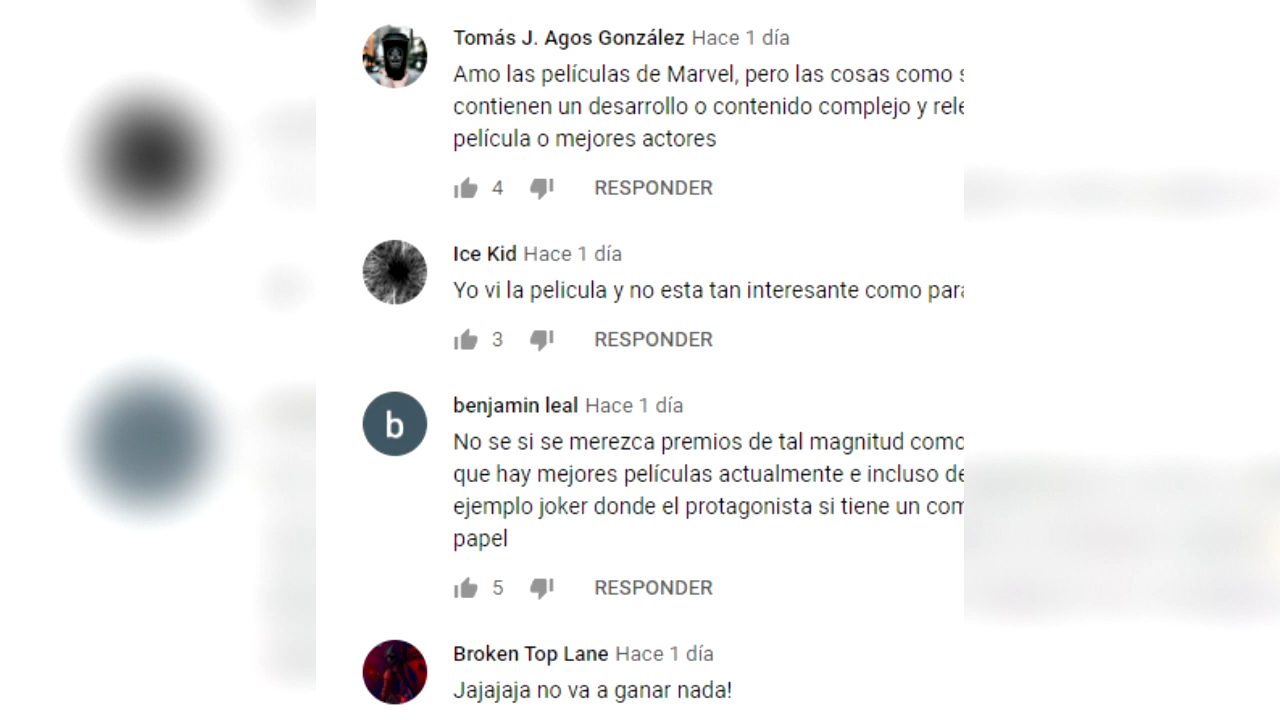 Tomás J. Agos González Hace 1 día
Amo las películas de Marvel, pero las cosas como
contienen un desarrollo o contenido complejo y
película o mejores actores
4 RESPONDER
Ice Kid Hace 1 día
Yo vi la pelicula y no esta tan interesante como
3 RESPONDER
benjamin leal Hace 1 día
b
No se si se merezca premios de tal magnitud como
que hay mejores películas actualmente e incluso
ejemplo joker donde el protagonista si tiene un
papel
5 RESPONDER
Broken Top Lane Hace 1 día
Jajajaja no va a ganar nada!